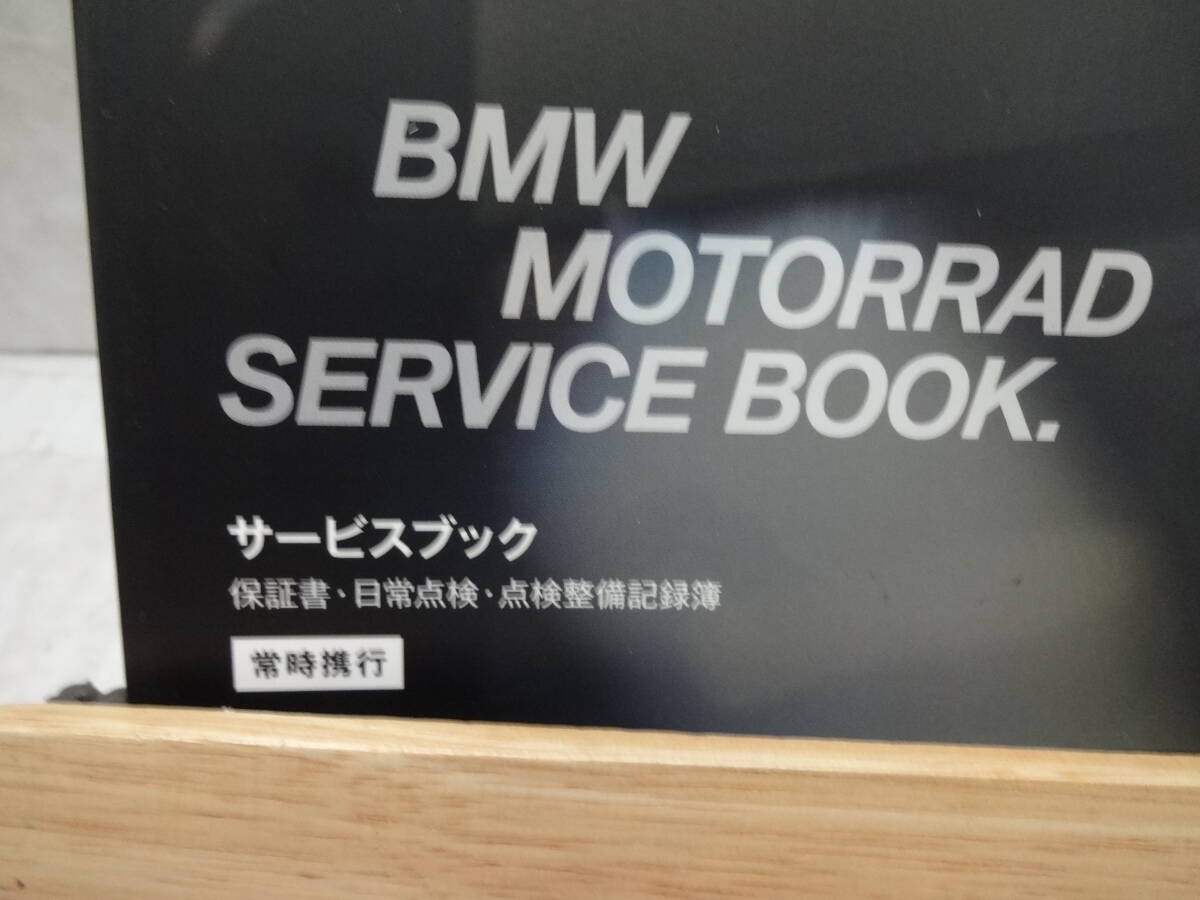 BMW
MOTORRAD
SERVICE BOOK.
サービスブック
保証書・日常点検・点検整備記録簿
常時携行